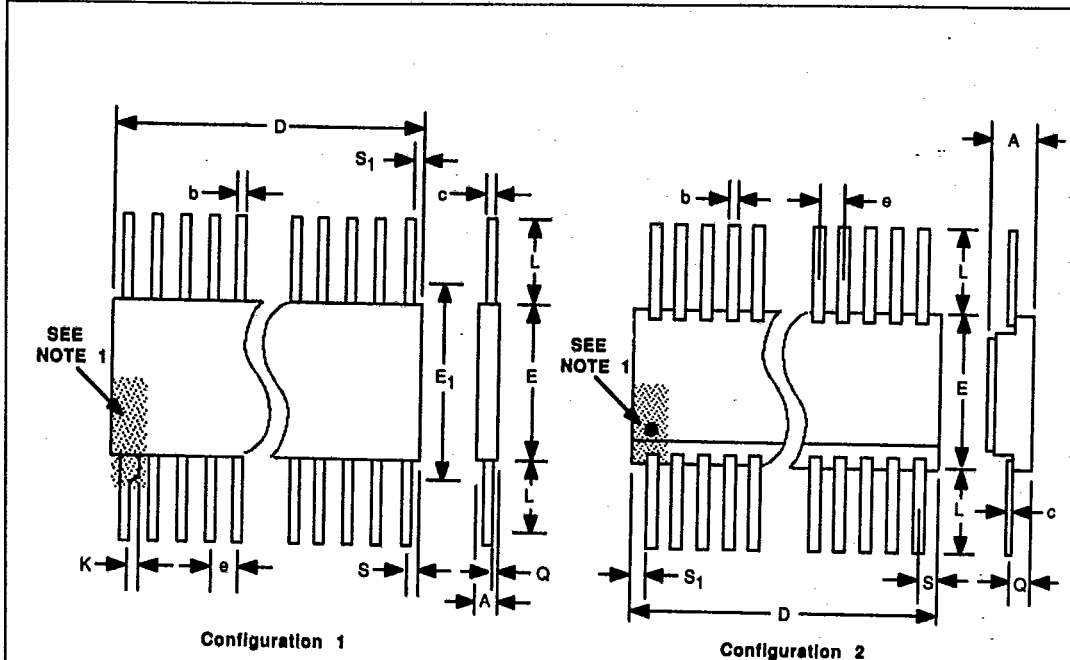 D
S1
b
c
L
SEE
NOTE 1
E1
E
L
K
e
S
Q
A
Configuration 1
A
b
e
L
SEE
NOTE 1
E
L
c
S1
S
Q
D
Configuration 2